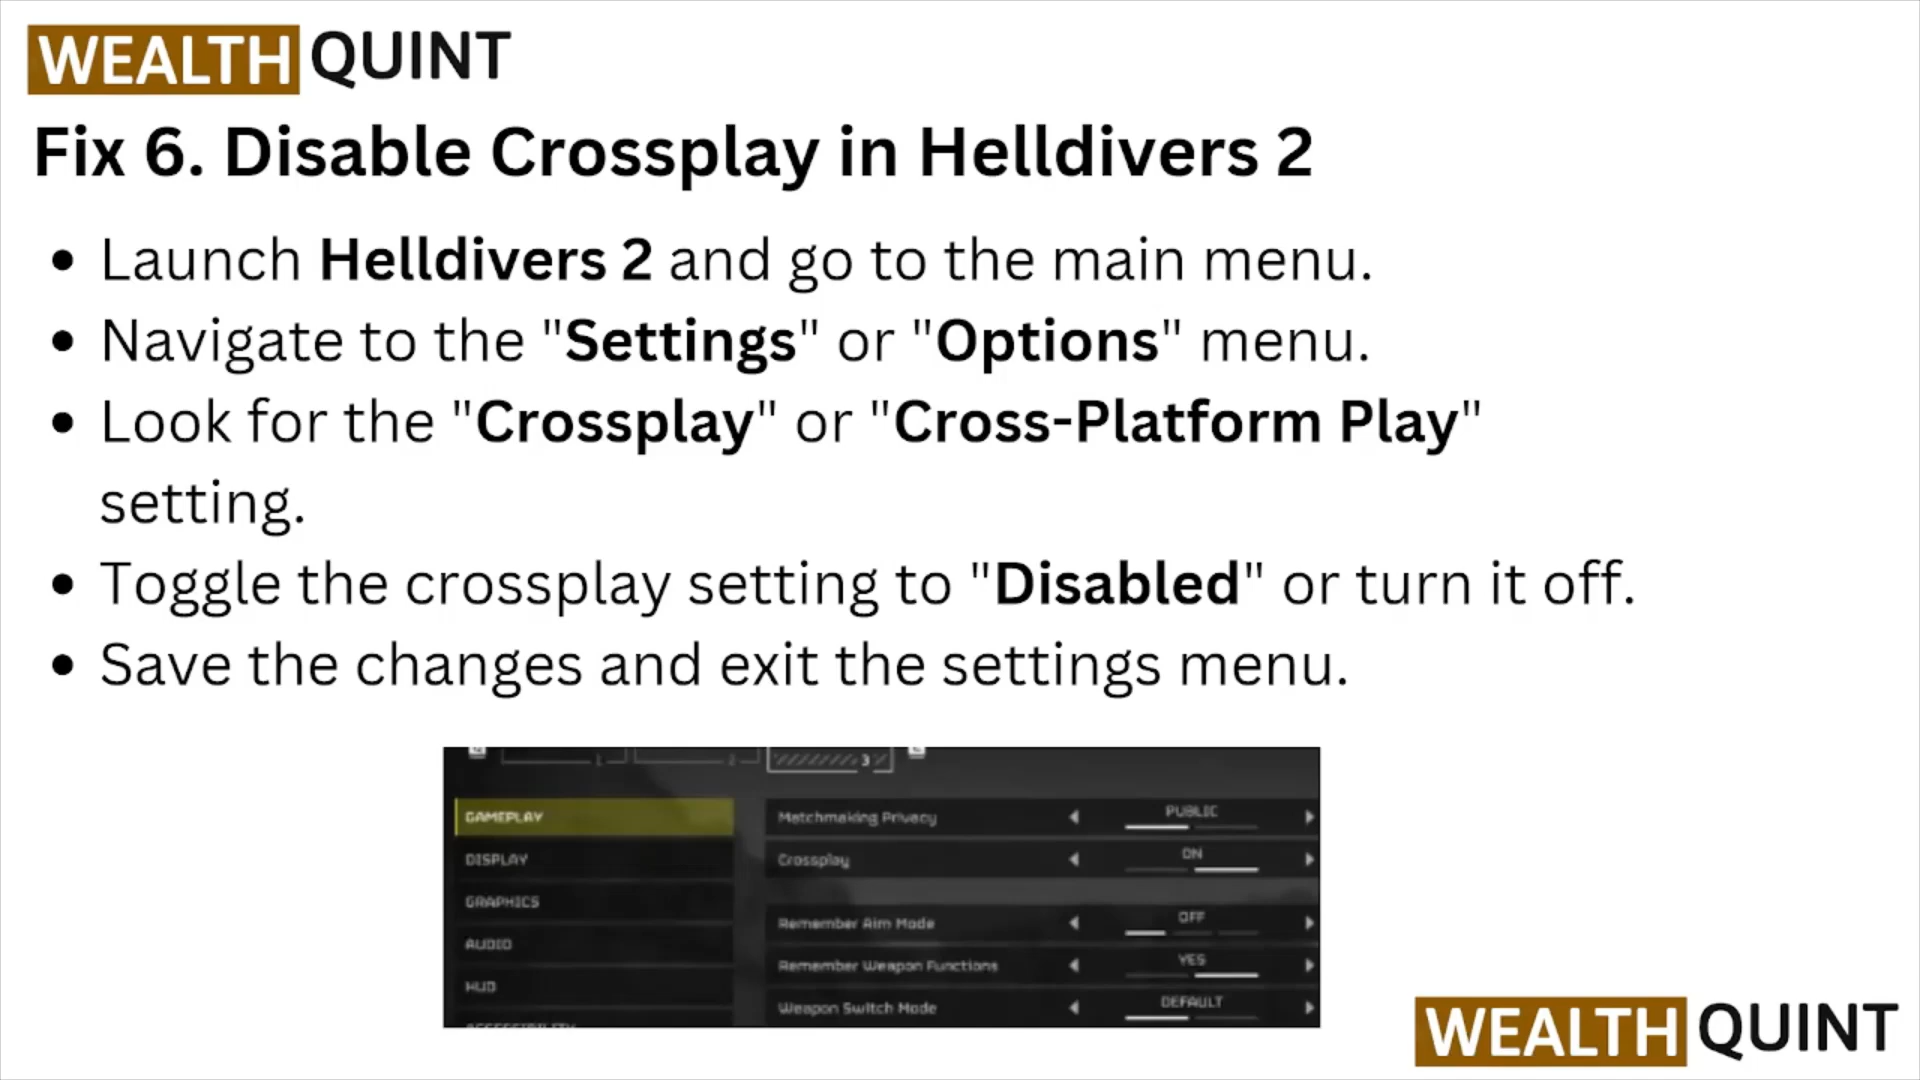 WEALTH QUINT
Fix 6. Disable Crossplay in Helldivers 2
• Launch Helldivers 2 and go to the main menu.
• Navigate to the "Settings" or "Options" menu.
• Look for the "Crossplay" or "Cross-Platform Play"
setting.
• Toggle the crossplay setting to "Disabled" or turn it off.
• Save the changes and exit the settings menu.
1 2 3
GAMEPLAY
Matchmaking Privacy PUBLIC
DISPLAY
Crossplay ON
GRAPHICS
Remember Aim Mode OFF
AUDIO
Remember Weapon Functions YES
HUD
Weapon Switch Mode DEFAULT
ACCESSIBILITY
WEALTH QUINT